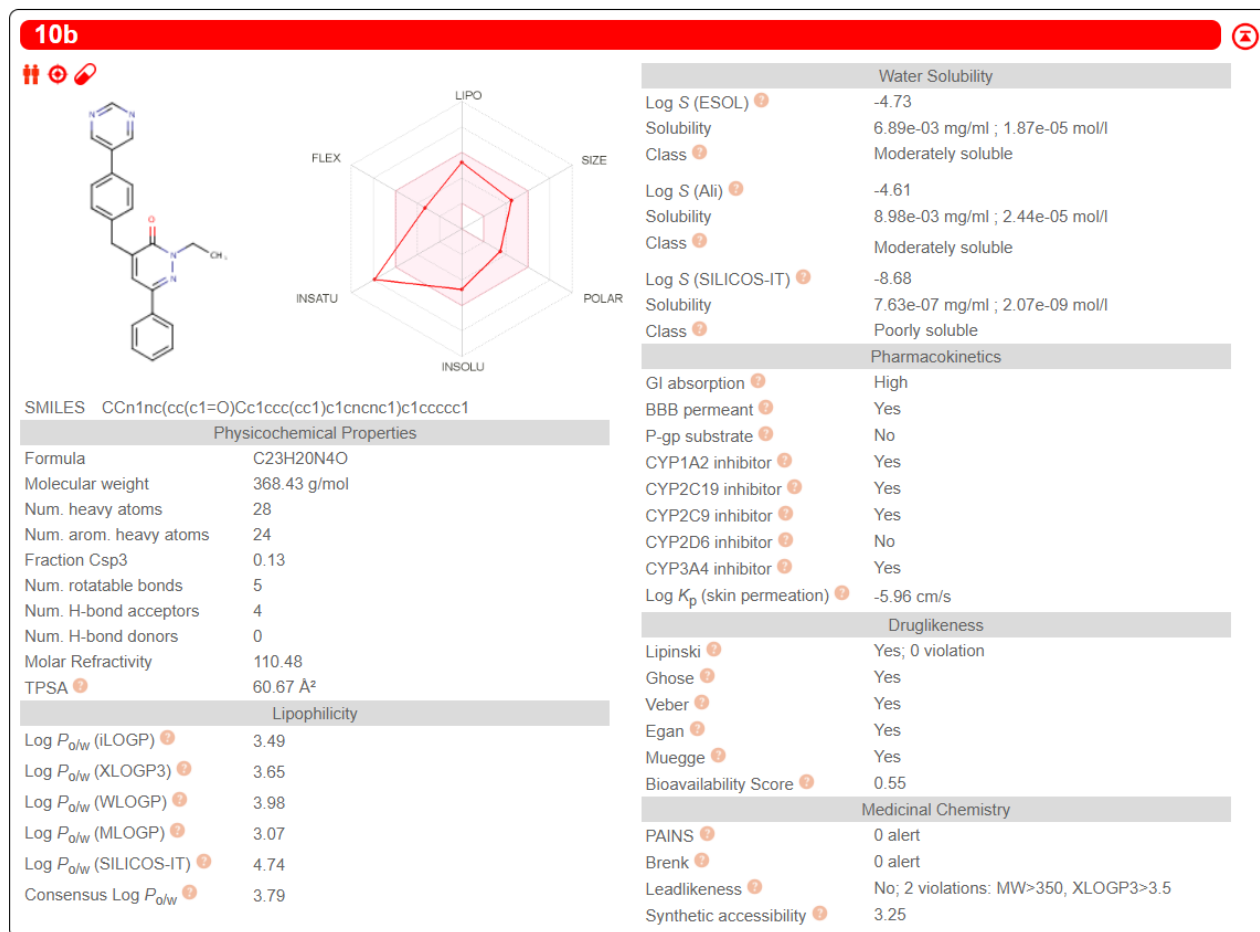 10b
N
N
O
N
N
CH₃
LIPO
FLEX
SIZE
INSATU
POLAR
INSOLU
SMILES CCn1nc(cc(c1=O)Cc1ccc(cc1)c1cncnc1)c1ccccc1
Physicochemical Properties
Formula C23H20N4O
Molecular weight 368.43 g/mol
Num. heavy atoms 28
Num. arom. heavy atoms 24
Fraction Csp3 0.13
Num. rotatable bonds 5
Num. H-bond acceptors 4
Num. H-bond donors 0
Molar Refractivity 110.48
TPSA ? 60.67 Å²
Lipophilicity
Log Po/w (iLOGP) ? 3.49
Log Po/w (XLOGP3) ? 3.65
Log Po/w (WLOGP) ? 3.98
Log Po/w (MLOGP) ? 3.07
Log Po/w (SILICOS-IT) ? 4.74
Consensus Log Po/w ? 3.79
Water Solubility
Log S (ESOL) ? -4.73
Solubility 6.89e-03 mg/ml ; 1.87e-05 mol/l
Class ? Moderately soluble
Log S (Ali) ? -4.61
Solubility 8.98e-03 mg/ml ; 2.44e-05 mol/l
Class ? Moderately soluble
Log S (SILICOS-IT) ? -8.68
Solubility 7.63e-07 mg/ml ; 2.07e-09 mol/l
Class ? Poorly soluble
Pharmacokinetics
GI absorption ? High
BBB permeant ? Yes
P-gp substrate ? No
CYP1A2 inhibitor ? Yes
CYP2C19 inhibitor ? Yes
CYP2C9 inhibitor ? Yes
CYP2D6 inhibitor ? No
CYP3A4 inhibitor ? Yes
Log Kp (skin permeation) ? -5.96 cm/s
Druglikeness
Lipinski ? Yes; 0 violation
Ghose ? Yes
Veber ? Yes
Egan ? Yes
Muegge ? Yes
Bioavailability Score ? 0.55
Medicinal Chemistry
PAINS ? 0 alert
Brenk ? 0 alert
Leadlikeness ? No; 2 violations: MW>350, XLOGP3>3.5
Synthetic accessibility ? 3.25